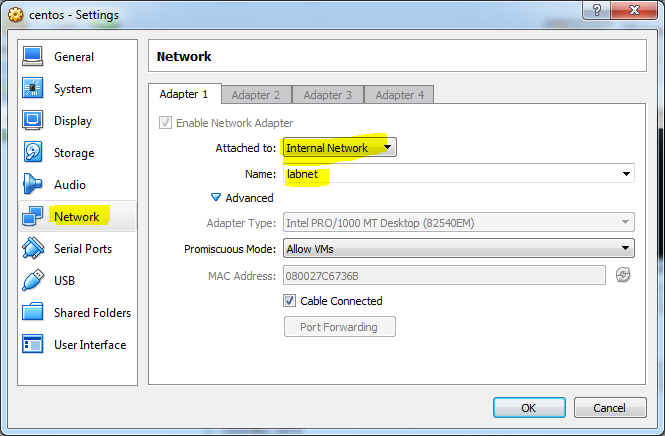 centos - Settings
?
General
System
Display
Storage
Audio
Network
Serial Ports
USB
Shared Folders
User Interface
Network
Adapter 1 Adapter 2 Adapter 3 Adapter 4
Enable Network Adapter
Attached to: Internal Network
Name: labnet
Advanced
Adapter Type: Intel PRO/1000 MT Desktop (82540EM)
Promiscuous Mode: Allow VMs
MAC Address: 080027C6736B
Cable Connected
Port Forwarding
OK Cancel